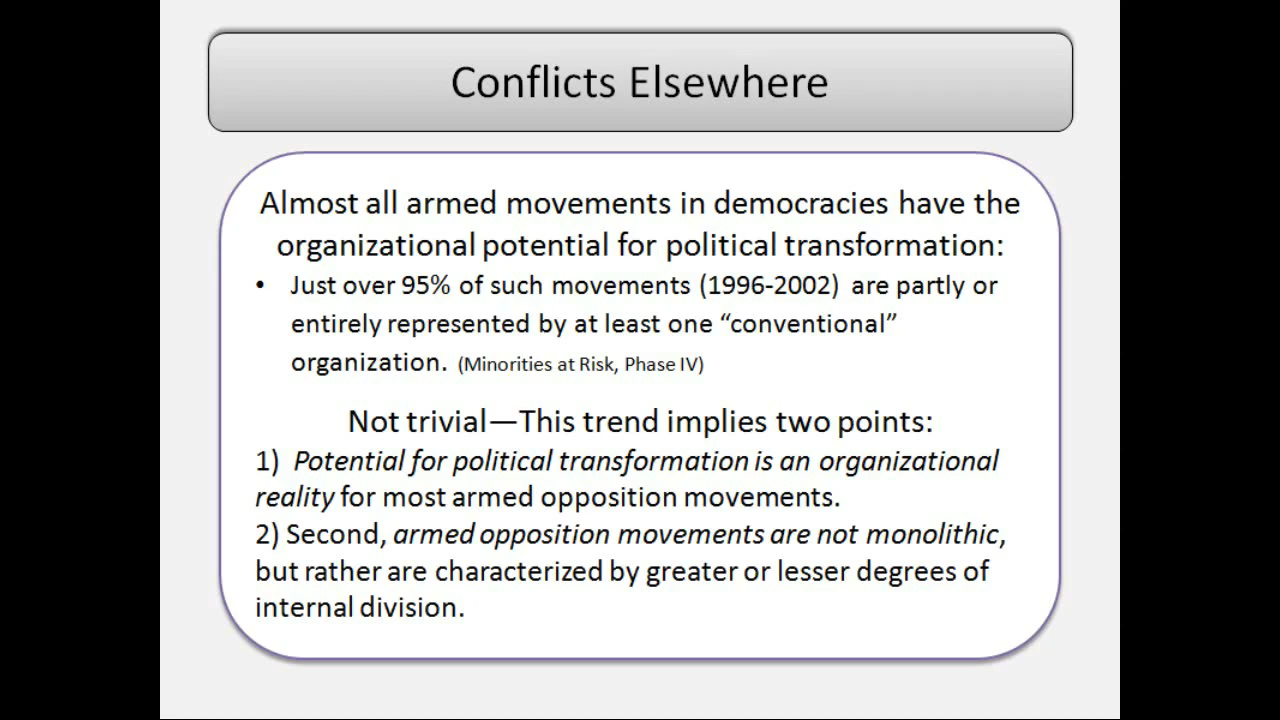 Conflicts Elsewhere
Almost all armed movements in democracies have the
organizational potential for political transformation:
• Just over 95% of such movements (1996-2002) are partly or
entirely represented by at least one “conventional”
organization. (Minorities at Risk, Phase IV)
Not trivial—This trend implies two points:
1) Potential for political transformation is an organizational
reality for most armed opposition movements.
2) Second, armed opposition movements are not monolithic,
but rather are characterized by greater or lesser degrees of
internal division.